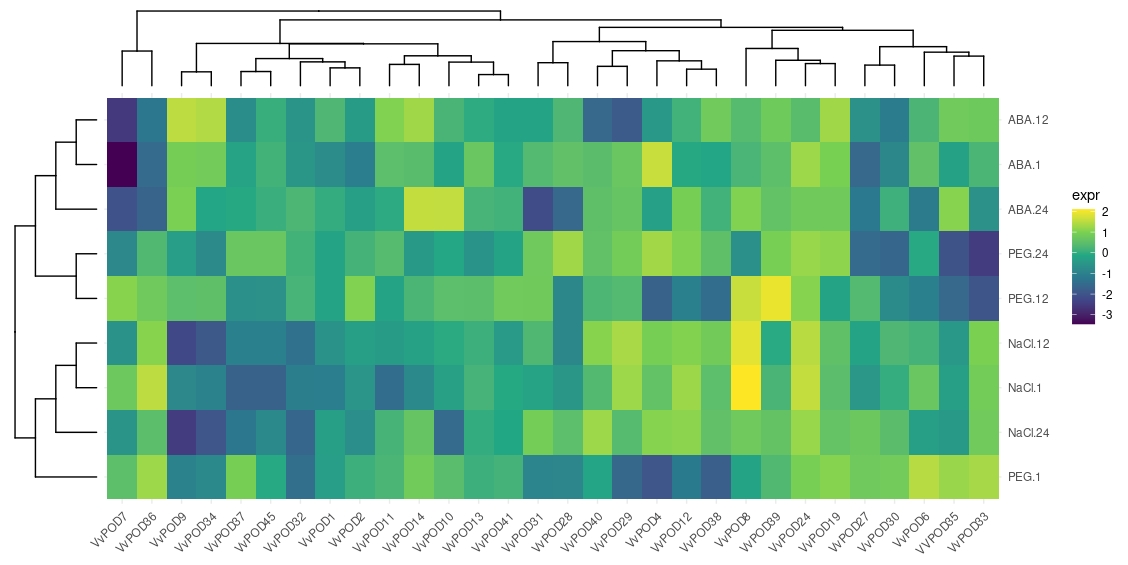 ABA.12
ABA.1
ABA.24
PEG.24
PEG.12
NaCl.12
NaCl.1
NaCl.24
PEG.1
expr
2
1
0
-1
-2
-3
VvPOD7
VvPOD36
VvPOD9
VvPOD34
VvPOD37
VvPOD45
VvPOD32
VvPOD1
VvPOD2
VvPOD11
VvPOD14
VvPOD10
VvPOD13
VvPOD41
VvPOD31
VvPOD28
VvPOD40
VvPOD29
VvPOD4
VvPOD12
VvPOD38
VvPOD8
VvPOD39
VvPOD24
VvPOD19
VvPOD27
VvPOD30
VvPOD6
VvPOD35
VvPOD33